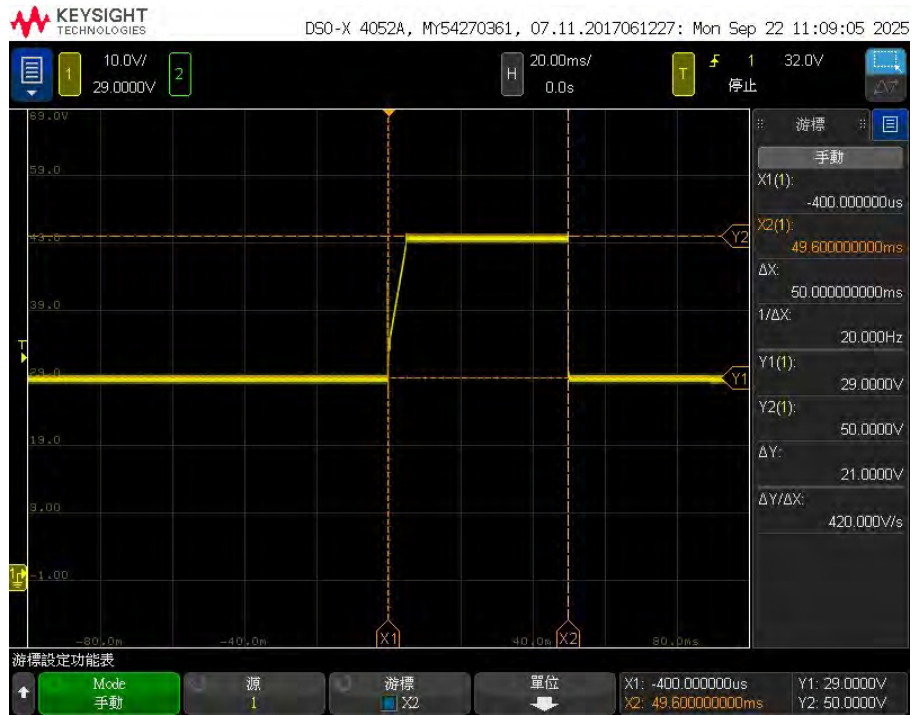 KEYSIGHT
TECHNOLOGIES
DSO-X 4052A, MY54270361, 07.11.2017061227: Mon Sep 22 11:09:05 2025
1
10.0V/
29.0000V
2
H
20.00ms/
0.0s
T
1
32.0V
停止
69.0V
59.0
39.0
29.0
19.0
9.00
-1.00
T
Y2
Y1
-80.0m
-40.0m
X1
40.0m
X2
80.0ms
游標
手動
X1(1):
-400.000000us
X2(1):
49.600000000ms
ΔX:
50.000000000ms
1/ΔX:
20.000Hz
Y1(1):
29.0000V
Y2(1):
50.0000V
ΔY:
21.0000V
ΔY/ΔX:
420.000V/s
游標設定功能表
Mode
手動
源
1
游標
X2
單位
X1: -400.000000us
X2: 49.600000000ms
Y1: 29.0000V
Y2: 50.0000V